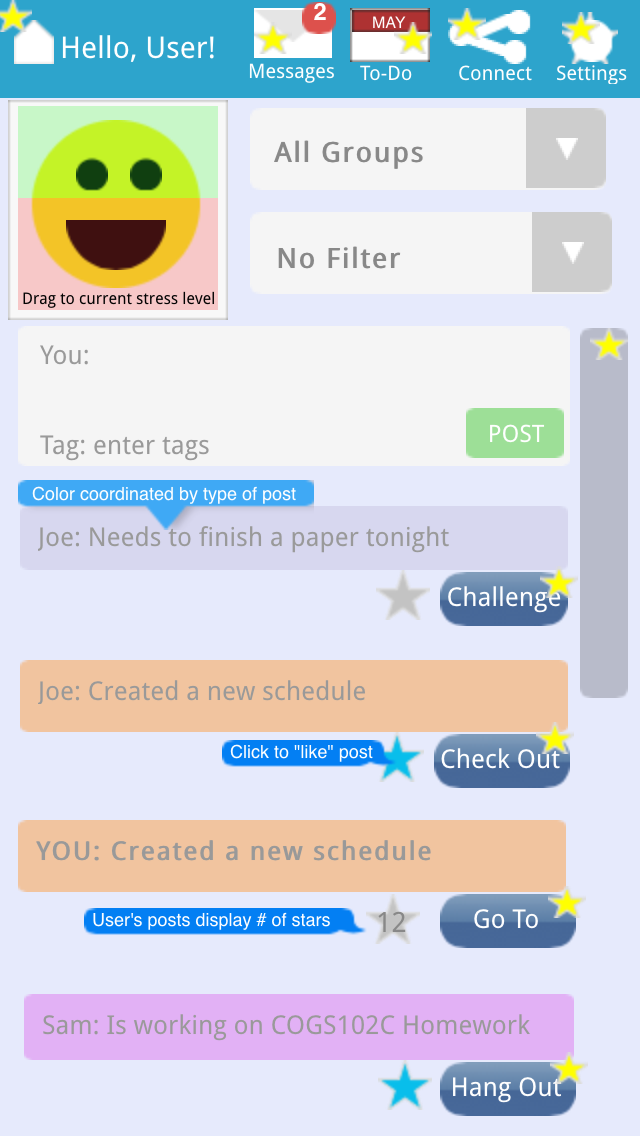 Hello, User!
2
Messages
MAY
To-Do
Connect
Settings
Drag to current stress level
All Groups
No Filter
You:
Tag: enter tags
POST
Color coordinated by type of post
Joe: Needs to finish a paper tonight
Challenge
Joe: Created a new schedule
Click to "like" post
Check Out
YOU: Created a new schedule
User's posts display # of stars
12
Go To
Sam: Is working on COGS102C Homework
Hang Out